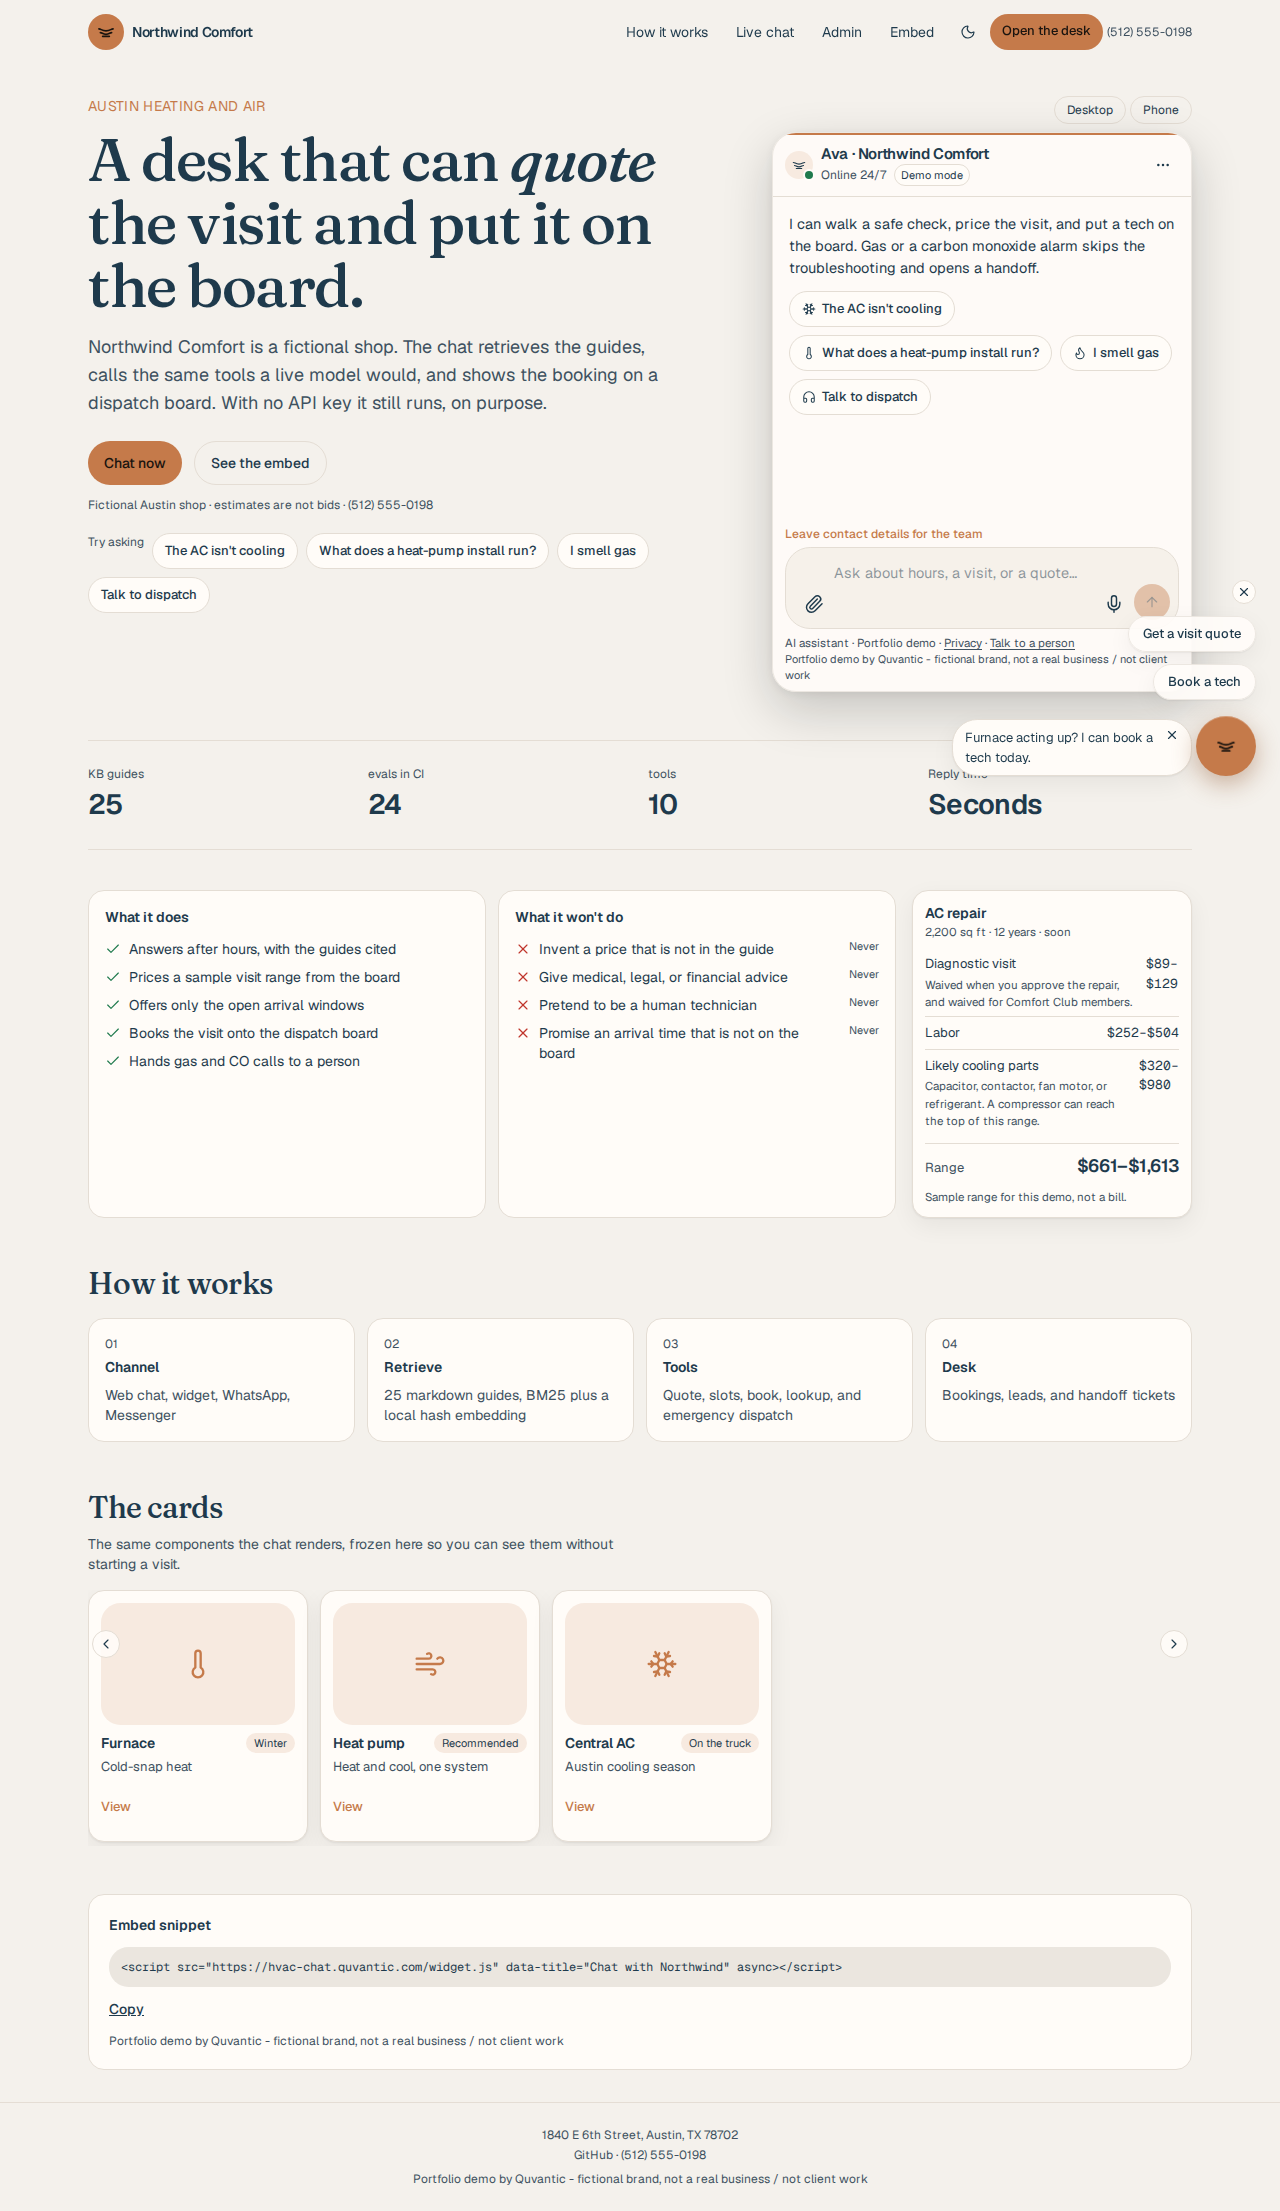 Northwind Comfort
How it works
Live chat
Admin
Embed
Open the desk
(512) 555-0198
AUSTIN HEATING AND AIR
A desk that can quote
the visit and put it on
the board.
Northwind Comfort is a fictional shop. The chat retrieves the guides,
calls the same tools a live model would, and shows the booking on a
dispatch board. With no API key it still runs, on purpose.
Chat now
See the embed
Fictional Austin shop · estimates are not bids · (512) 555-0198
Try asking
The AC isn't cooling
What does a heat-pump install run?
I smell gas
Talk to dispatch
Desktop
Phone
Ava · Northwind Comfort
Online 24/7
Demo mode
I can walk a safe check, price the visit, and put a tech on
the board. Gas or a carbon monoxide alarm skips the
troubleshooting and opens a handoff.
The AC isn't cooling
What does a heat-pump install run?
I smell gas
Talk to dispatch
Leave contact details for the team
Ask about hours, a visit, or a quote...
AI assistant · Portfolio demo · Privacy · Talk to a person
Portfolio demo by Quvantic - fictional brand, not a real business / not client
work
Get a visit quote
Book a tech
Furnace acting up? I can book a
tech today.
KB guides
25
evals in CI
24
tools
10
Reply time
Seconds
What it does
Answers after hours, with the guides cited
Prices a sample visit range from the board
Offers only the open arrival windows
Books the visit onto the dispatch board
Hands gas and CO calls to a person
What it won't do
Invent a price that is not in the guide
Never
Give medical, legal, or financial advice
Never
Pretend to be a human technician
Never
Promise an arrival time that is not on the
board
Never
AC repair
2,200 sq ft · 12 years · soon
Diagnostic visit
$89–
$129
Waived when you approve the repair,
and waived for Comfort Club members.
Labor
$252–$504
Likely cooling parts
$320–
$980
Capacitor, contactor, fan motor, or
refrigerant. A compressor can reach
the top of this range.
Range
$661–$1,613
Sample range for this demo, not a bill.
How it works
01
Channel
Web chat, widget, WhatsApp,
Messenger
02
Retrieve
25 markdown guides, BM25 plus a
local hash embedding
03
Tools
Quote, slots, book, lookup, and
emergency dispatch
04
Desk
Bookings, leads, and handoff tickets
The cards
The same components the chat renders, frozen here so you can see them without
starting a visit.
Furnace
Winter
Cold-snap heat
View
Heat pump
Recommended
Heat and cool, one system
View
Central AC
On the truck
Austin cooling season
View
Embed snippet
<script src="https://hvac-chat.quvantic.com/widget.js" data-title="Chat with Northwind" async></script>
Copy
Portfolio demo by Quvantic - fictional brand, not a real business / not client work
1840 E 6th Street, Austin, TX 78702
GitHub · (512) 555-0198
Portfolio demo by Quvantic - fictional brand, not a real business / not client work